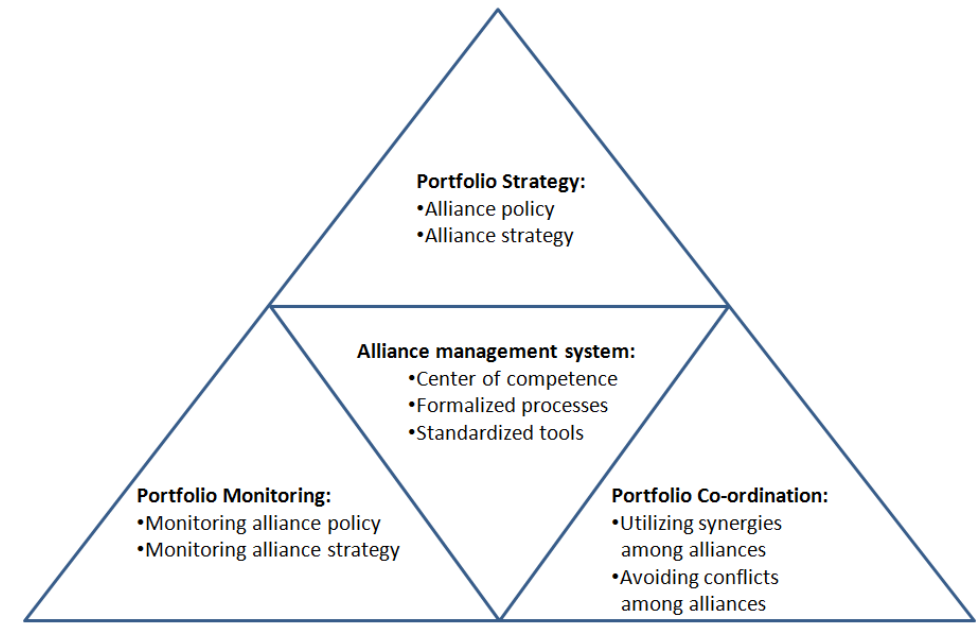 Portfolio Strategy:
•Alliance policy
•Alliance strategy
Alliance management system:
•Center of competence
•Formalized processes
•Standardized tools
Portfolio Monitoring:
•Monitoring alliance policy
•Monitoring alliance strategy
Portfolio Co-ordination:
•Utilizing synergies
among alliances
•Avoiding conflicts
among alliances